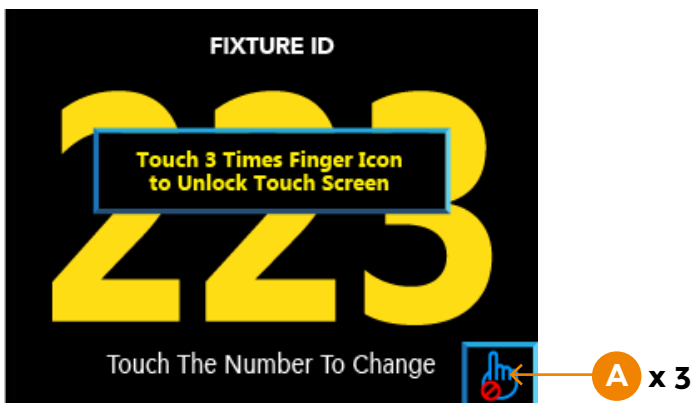 FIXTURE ID
223
Touch 3 Times Finger Icon
to Unlock Touch Screen
Touch The Number To Change
A x 3